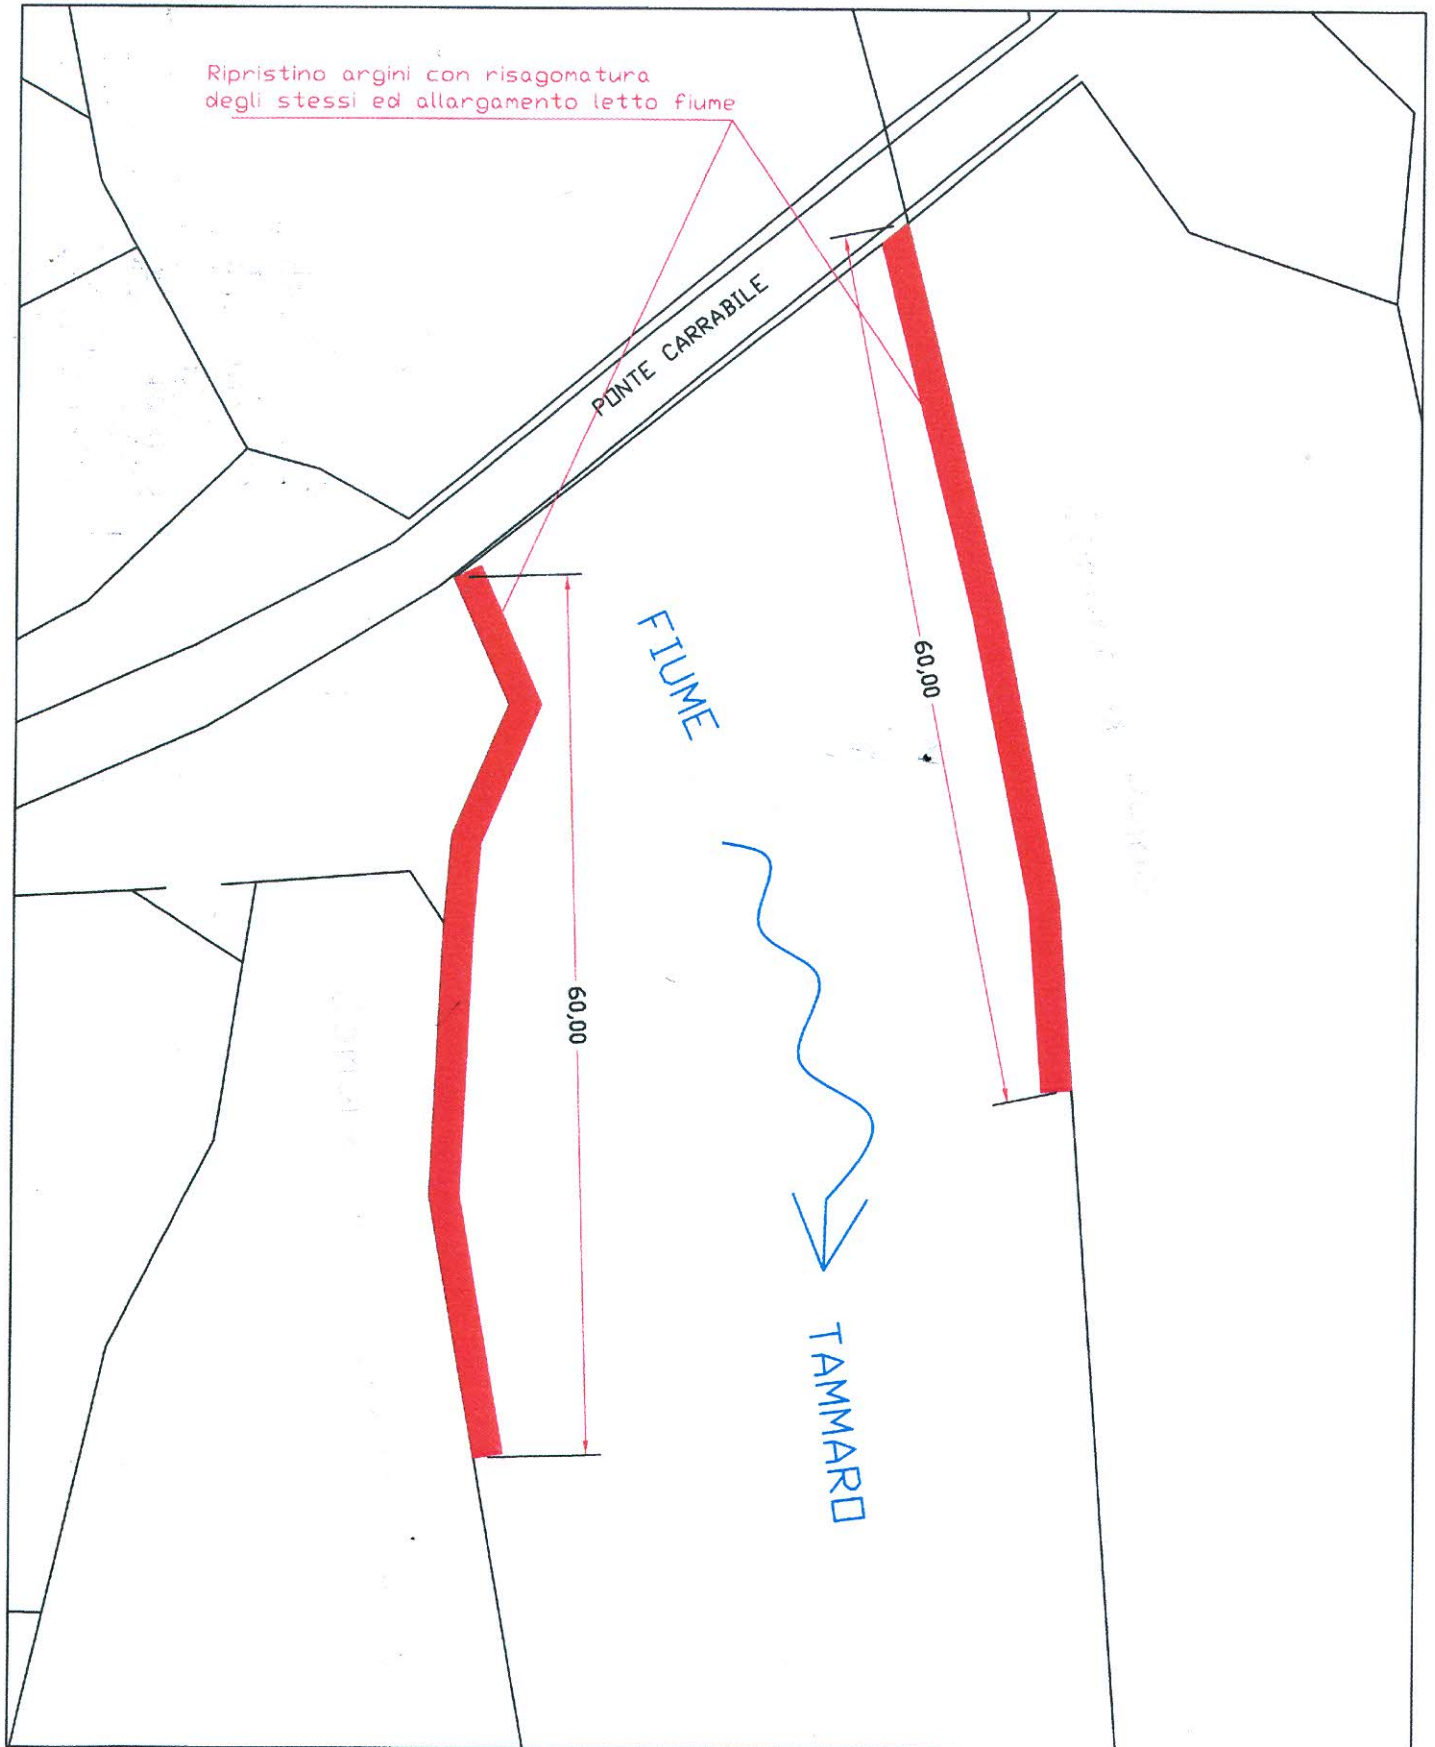 Ripristino argini con risagomatura
degli stessi ed allargamento letto fiume
PONTE CARRABILE
FIUME
60,00
60,00
TAMMARO